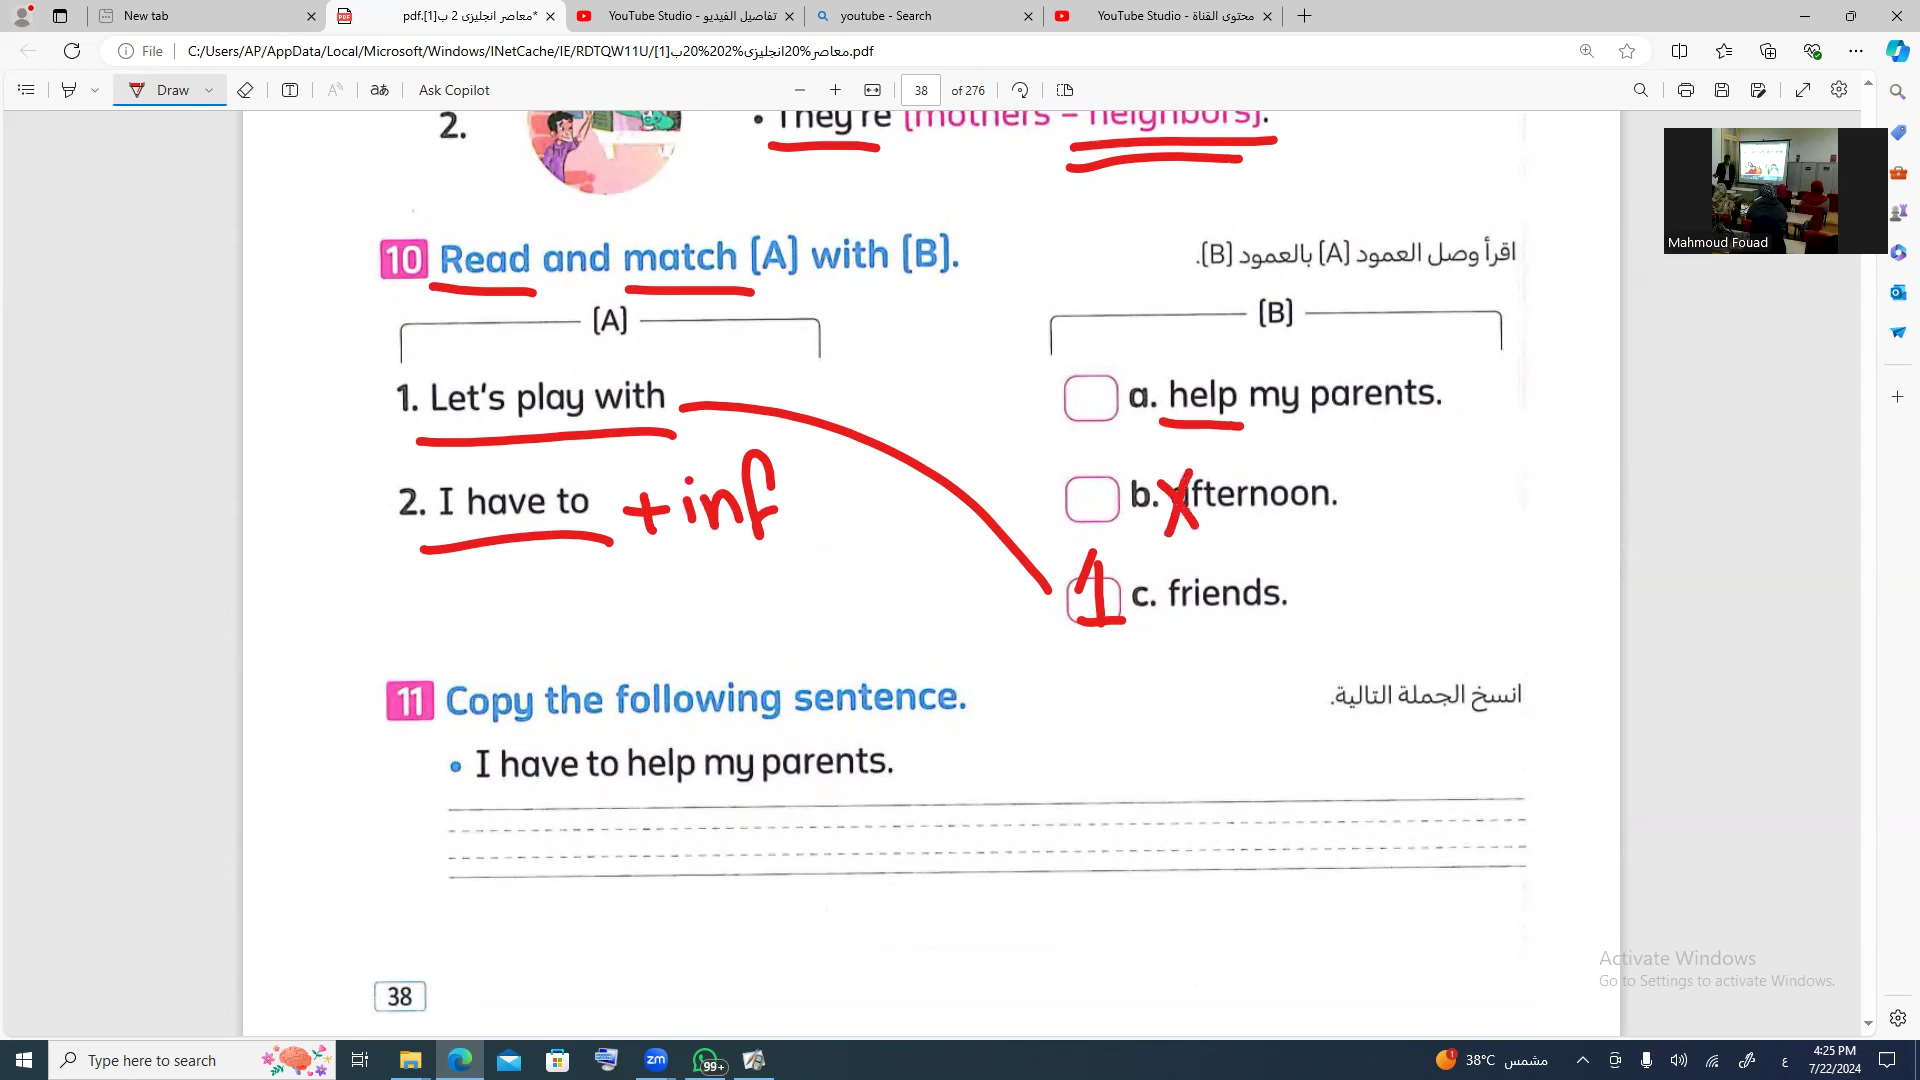 New tab
معاصر انجليزى 2 ب[1].pdf*
تفاصيل الفيديو - YouTube Studio
youtube - Search
محتوى القناة - YouTube Studio
File
C:/Users/AP/AppData/Local/Microsoft/Windows/INetCache/IE/RDTQW11U/معاصر%20انجليزى%202%20ب[1].pdf
Draw
Ask Copilot
38 of 276
2.
• They're (mothers – neighbors).
Mahmoud Fouad
10 Read and match (A) with (B).
اقرأ وصل العمود (A) بالعمود (B).
(A)
(B)
1. Let's play with
a. help my parents.
2. I have to + inf
b. afternoon.
X
1 c. friends.
11 Copy the following sentence.
انسخ الجملة التالية.
• I have to help my parents.
38
Activate Windows
Go to Settings to activate Windows.
Type here to search
zm
99+
1
38°C مشمس
ع
4:25 PM
7/22/2024